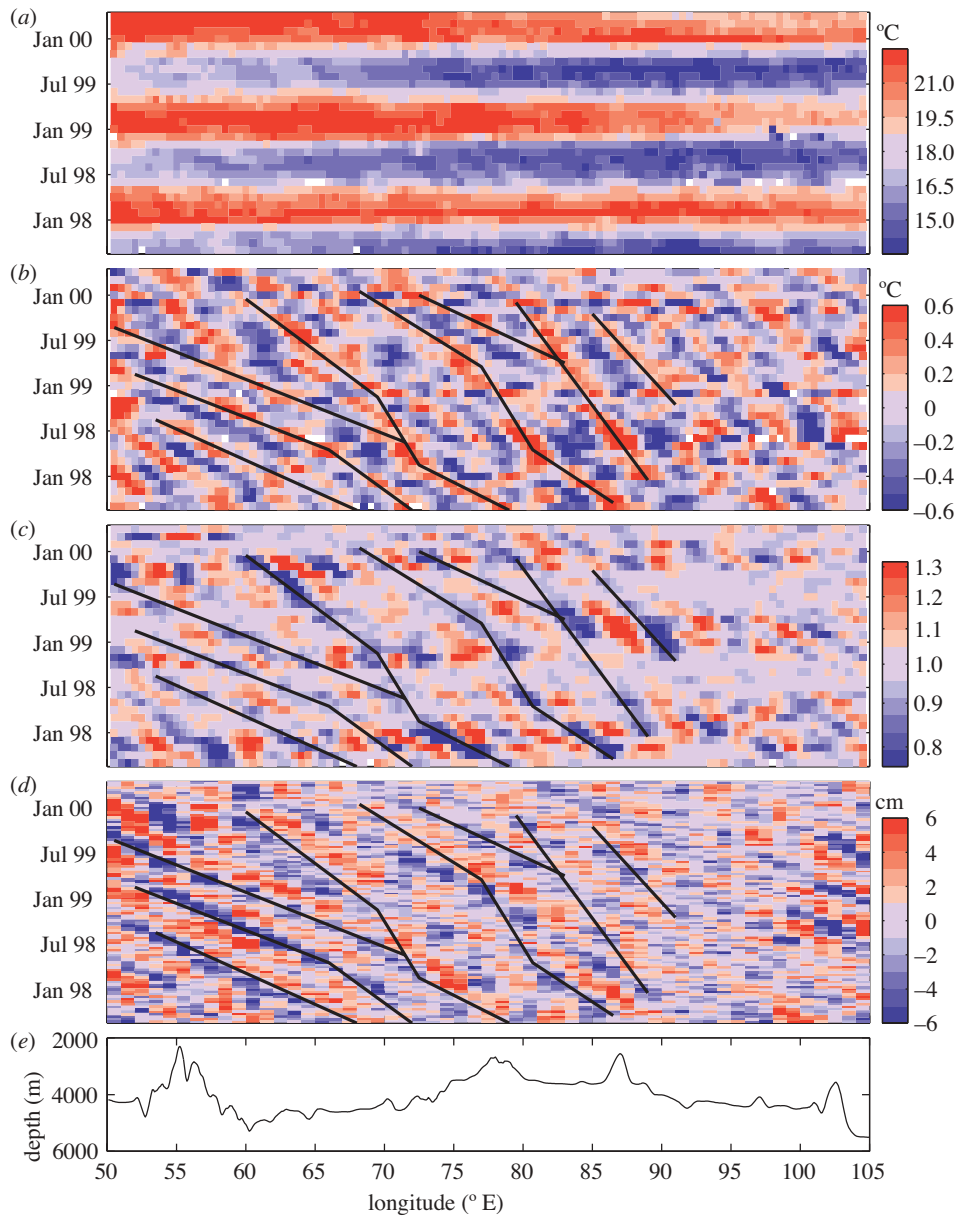 (a)
Jan 00
Jul 99
Jan 99
Jul 98
Jan 98
°C
21.0
19.5
18.0
16.5
15.0
(b)
Jan 00
Jul 99
Jan 99
Jul 98
Jan 98
°C
0.6
0.4
0.2
0
–0.2
–0.4
–0.6
(c)
Jan 00
Jul 99
Jan 99
Jul 98
Jan 98
1.3
1.2
1.1
1.0
0.9
0.8
(d)
Jan 00
Jul 99
Jan 99
Jul 98
Jan 98
cm
6
4
2
0
–2
–4
–6
(e)
2000
4000
6000
depth (m)
50 55 60 65 70 75 80 85 90 95 100 105
longitude (° E)